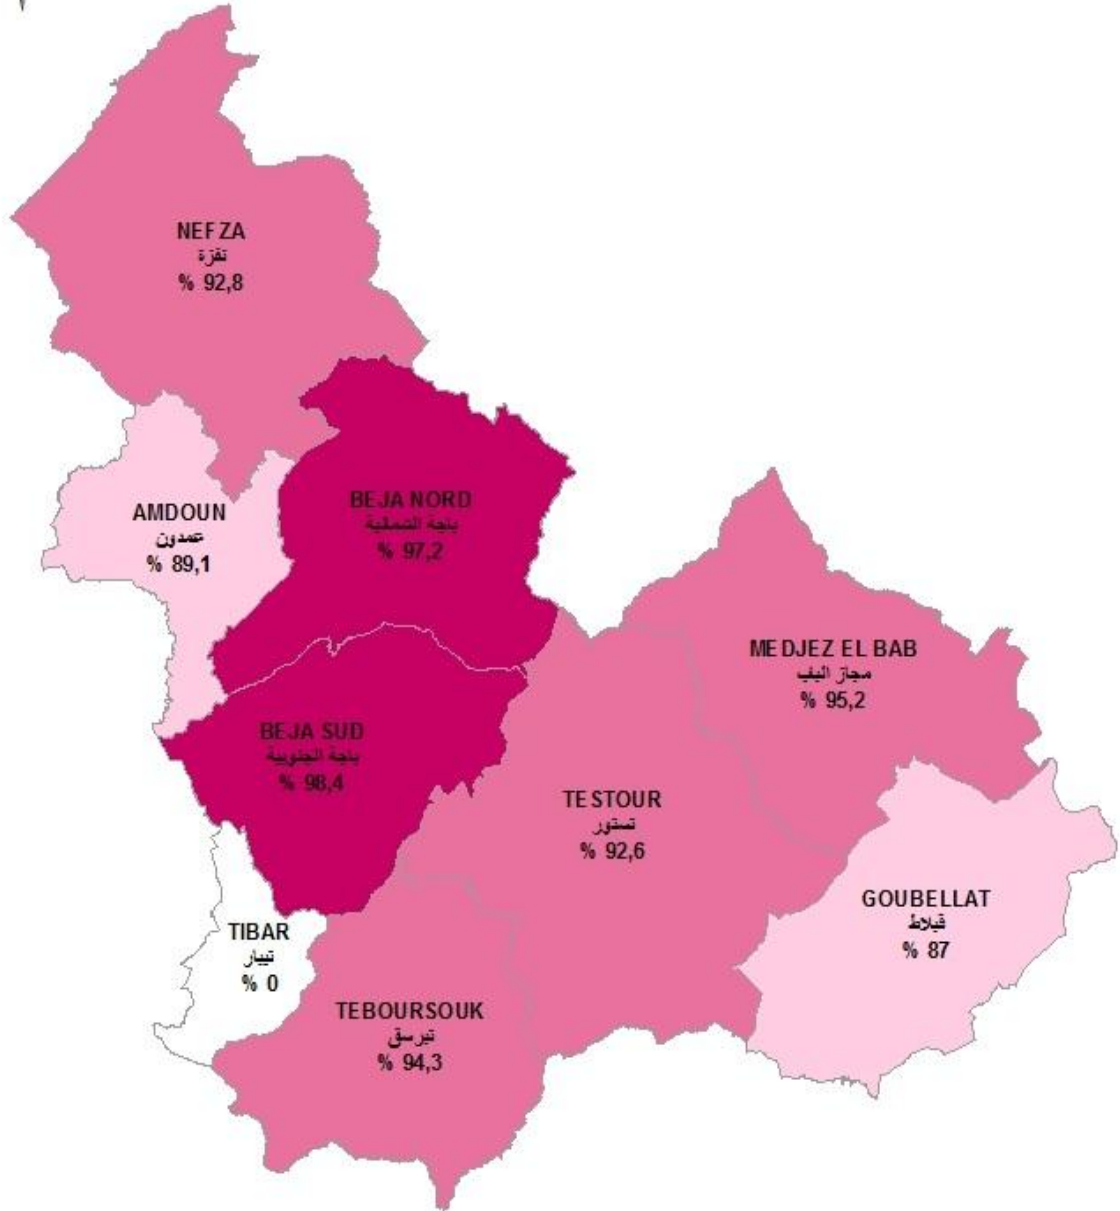 NEFZA
نفزة
% 92,8
AMDOUN
عمدون
% 89,1
BEJA NORD
باجة الشمالية
% 97,2
MEDJEZ EL BAB
مجاز الباب
% 95,2
BEJA SUD
باجة الجنوبية
% 98,4
TESTOUR
تستور
% 92,6
GOUBELLAT
قبلاط
% 87
TIBAR
تيبار
% 0
TEBOURSOUK
تبرسق
% 94,3